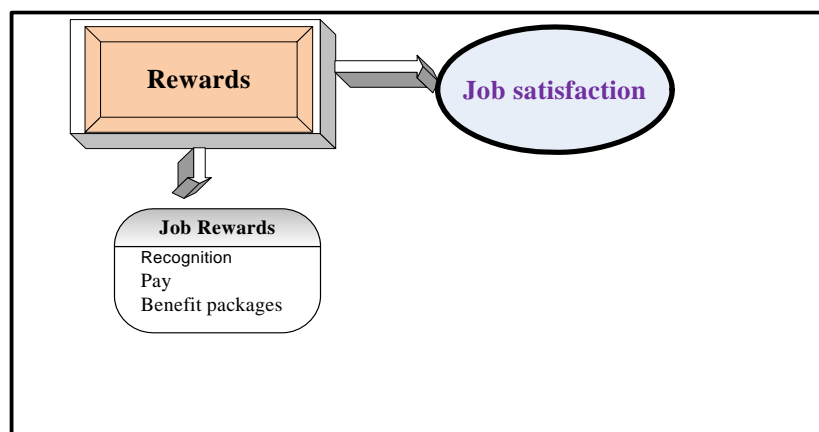 Rewards
Job satisfaction
Job Rewards
Recognition
Pay
Benefit packages